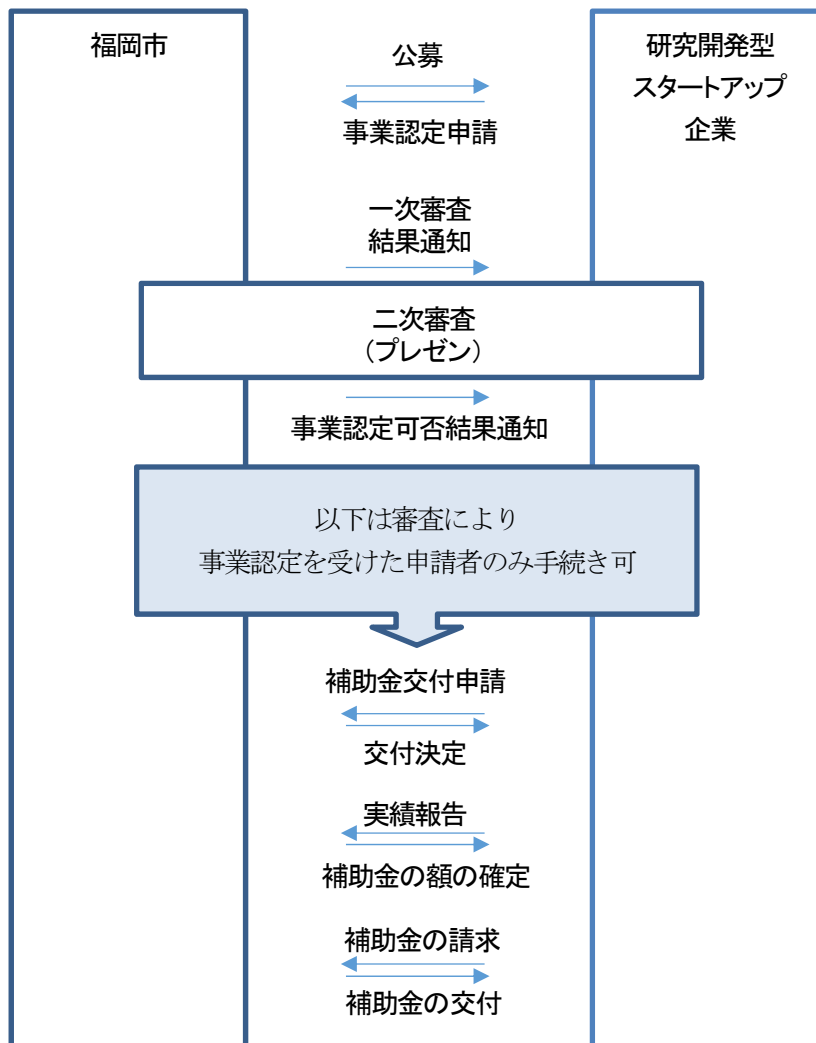 福岡市
公募
研究開発型
スタートアップ
企業
事業認定申請
一次審査
結果通知
二次審査
（プレゼン）
事業認定可否結果通知
以下は審査により
事業認定を受けた申請者のみ手続き可
補助金交付申請
交付決定
実績報告
補助金の額の確定
補助金の請求
補助金の交付